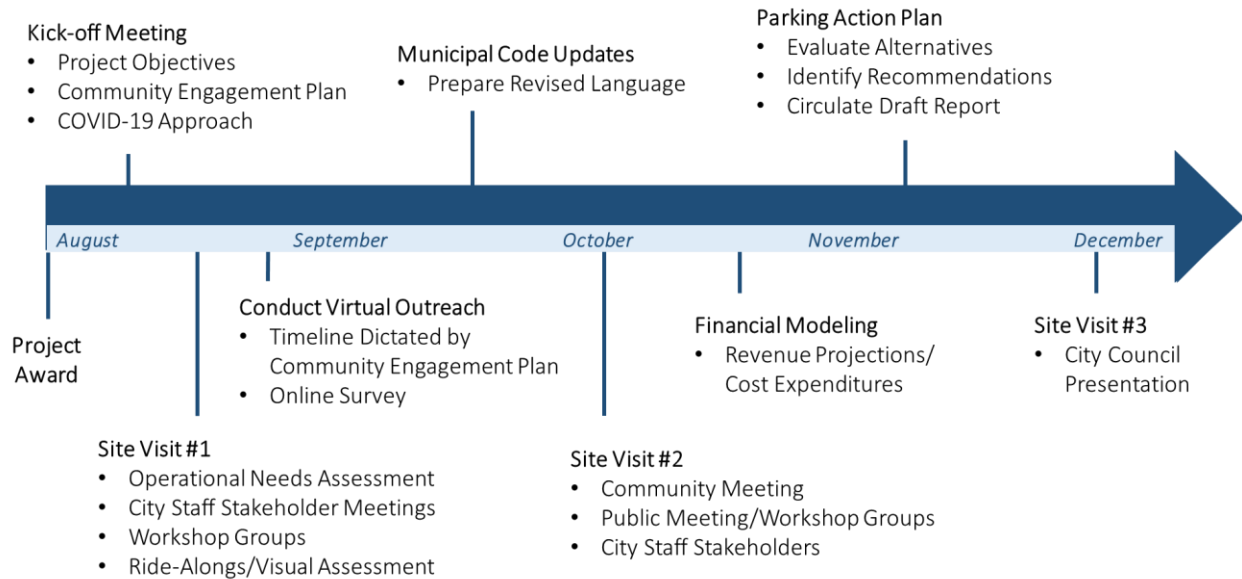 Kick-off Meeting
• Project Objectives
• Community Engagement Plan
• COVID-19 Approach
Municipal Code Updates
• Prepare Revised Language
Parking Action Plan
• Evaluate Alternatives
• Identify Recommendations
• Circulate Draft Report
August
September
October
November
December
Project
Award
Conduct Virtual Outreach
• Timeline Dictated by
Community Engagement Plan
• Online Survey
Financial Modeling
• Revenue Projections/
Cost Expenditures
Site Visit #3
• City Council
Presentation
Site Visit #1
• Operational Needs Assessment
• City Staff Stakeholder Meetings
• Workshop Groups
• Ride-Alongs/Visual Assessment
Site Visit #2
• Community Meeting
• Public Meeting/Workshop Groups
• City Staff Stakeholders